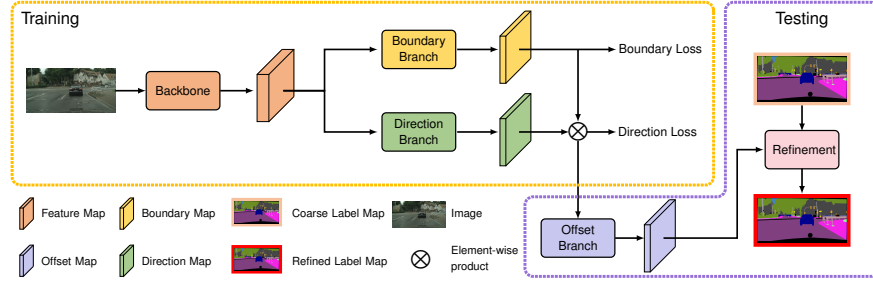 Training
Testing
Boundary
Branch
Boundary Loss
Backbone
Direction
Branch
Direction Loss
Refinement
Feature Map
Boundary Map
Coarse Label Map
Image
Offset
Branch
Offset Map
Direction Map
Refined Label Map
Element-wise
product